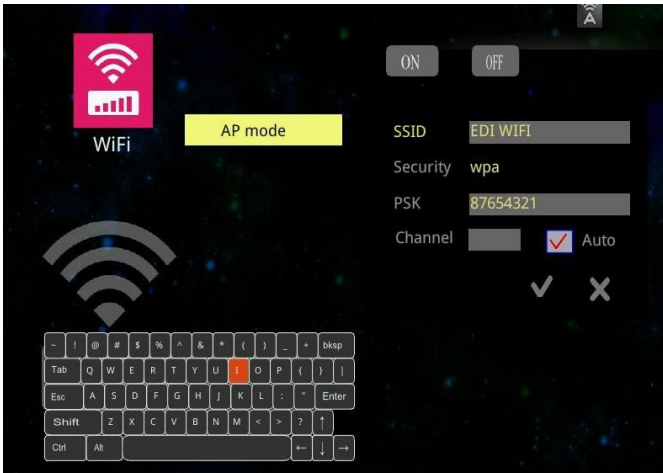 A
ON OFF
WiFi
AP mode
SSID EDI WIFI
Security wpa
PSK 87654321
Channel Auto
~ ! @ # $ % ^ & * ( ) _ + bksp
Tab Q W E R T Y U I O P { } |
Esc A S D F G H J K L : " Enter
Shift Z X C V B N M < > ? ↑
Ctrl Alt ← ↓ →